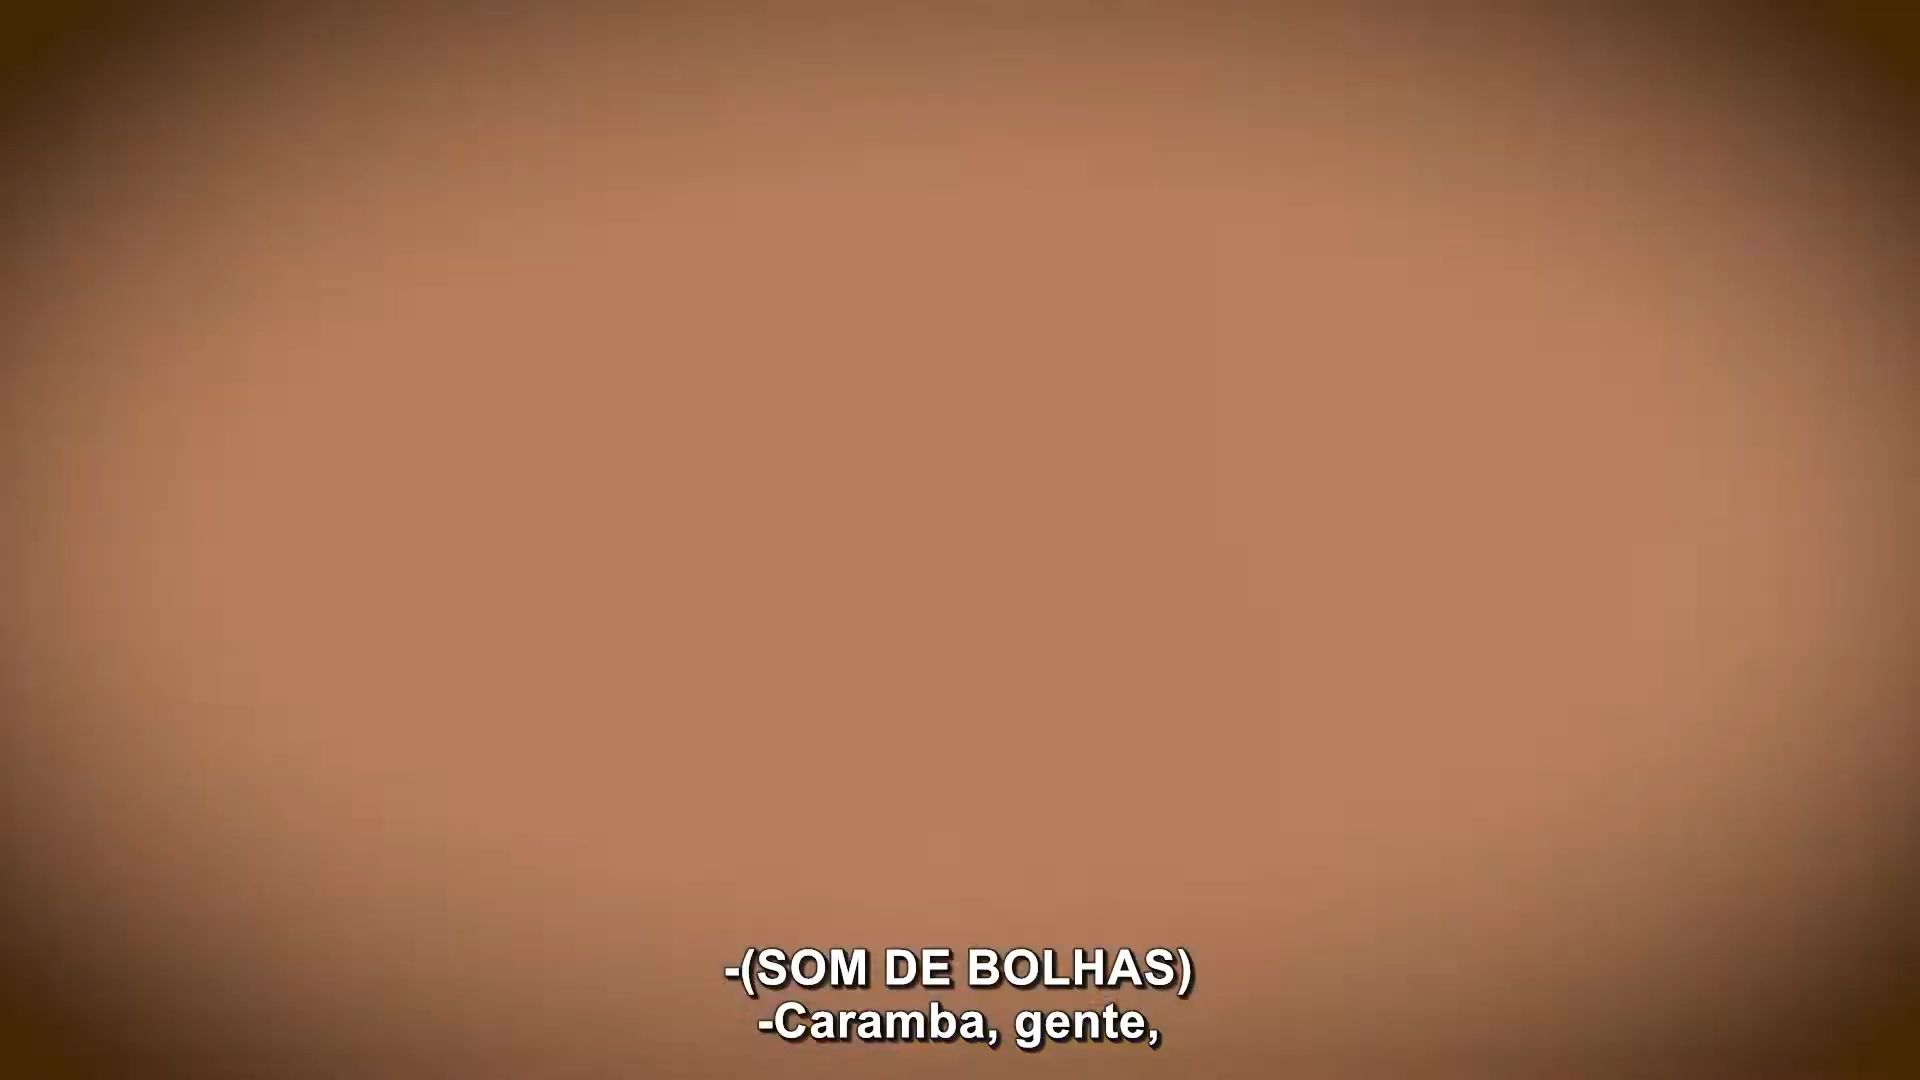 -(SOM DE BOLHAS)
-Caramba, gente,